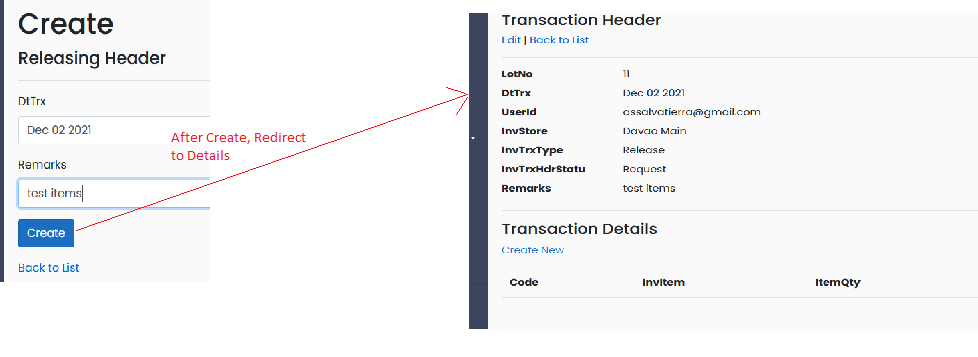 Create
Releasing Header
DtTrx
Dec 02 2021
Remarks
test items
Create
Back to List
After Create, Redirect
to Details
Transaction Header
Edit | Back to List
LotNo 11
DtTrx Dec 02 2021
UserId assalvatierra@gmail.com
InvStore Davao Main
InvTrxType Release
InvTrxHdrStatu Request
Remarks test items
Transaction Details
Create New
Code InvItem ItemQty